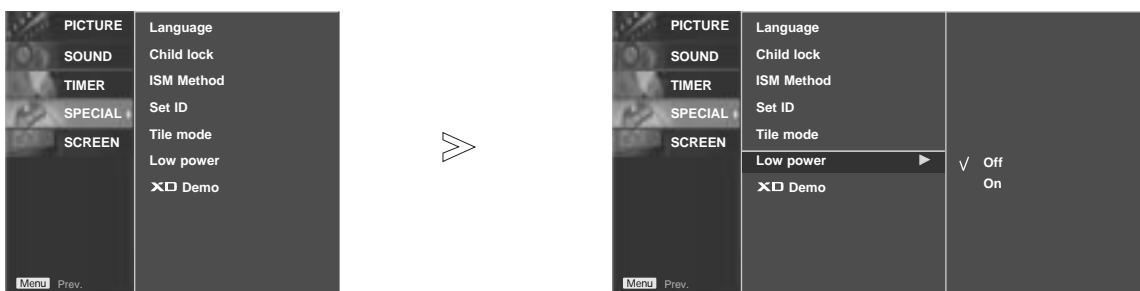 PICTURE
SOUND
TIMER
SPECIAL
SCREEN
Language
Child lock
ISM Method
Set ID
Tile mode
Low power
XD Demo
Menu Prev.
PICTURE
SOUND
TIMER
SPECIAL
SCREEN
Language
Child lock
ISM Method
Set ID
Tile mode
Low power ►
XD Demo
√ Off
On
Menu Prev.